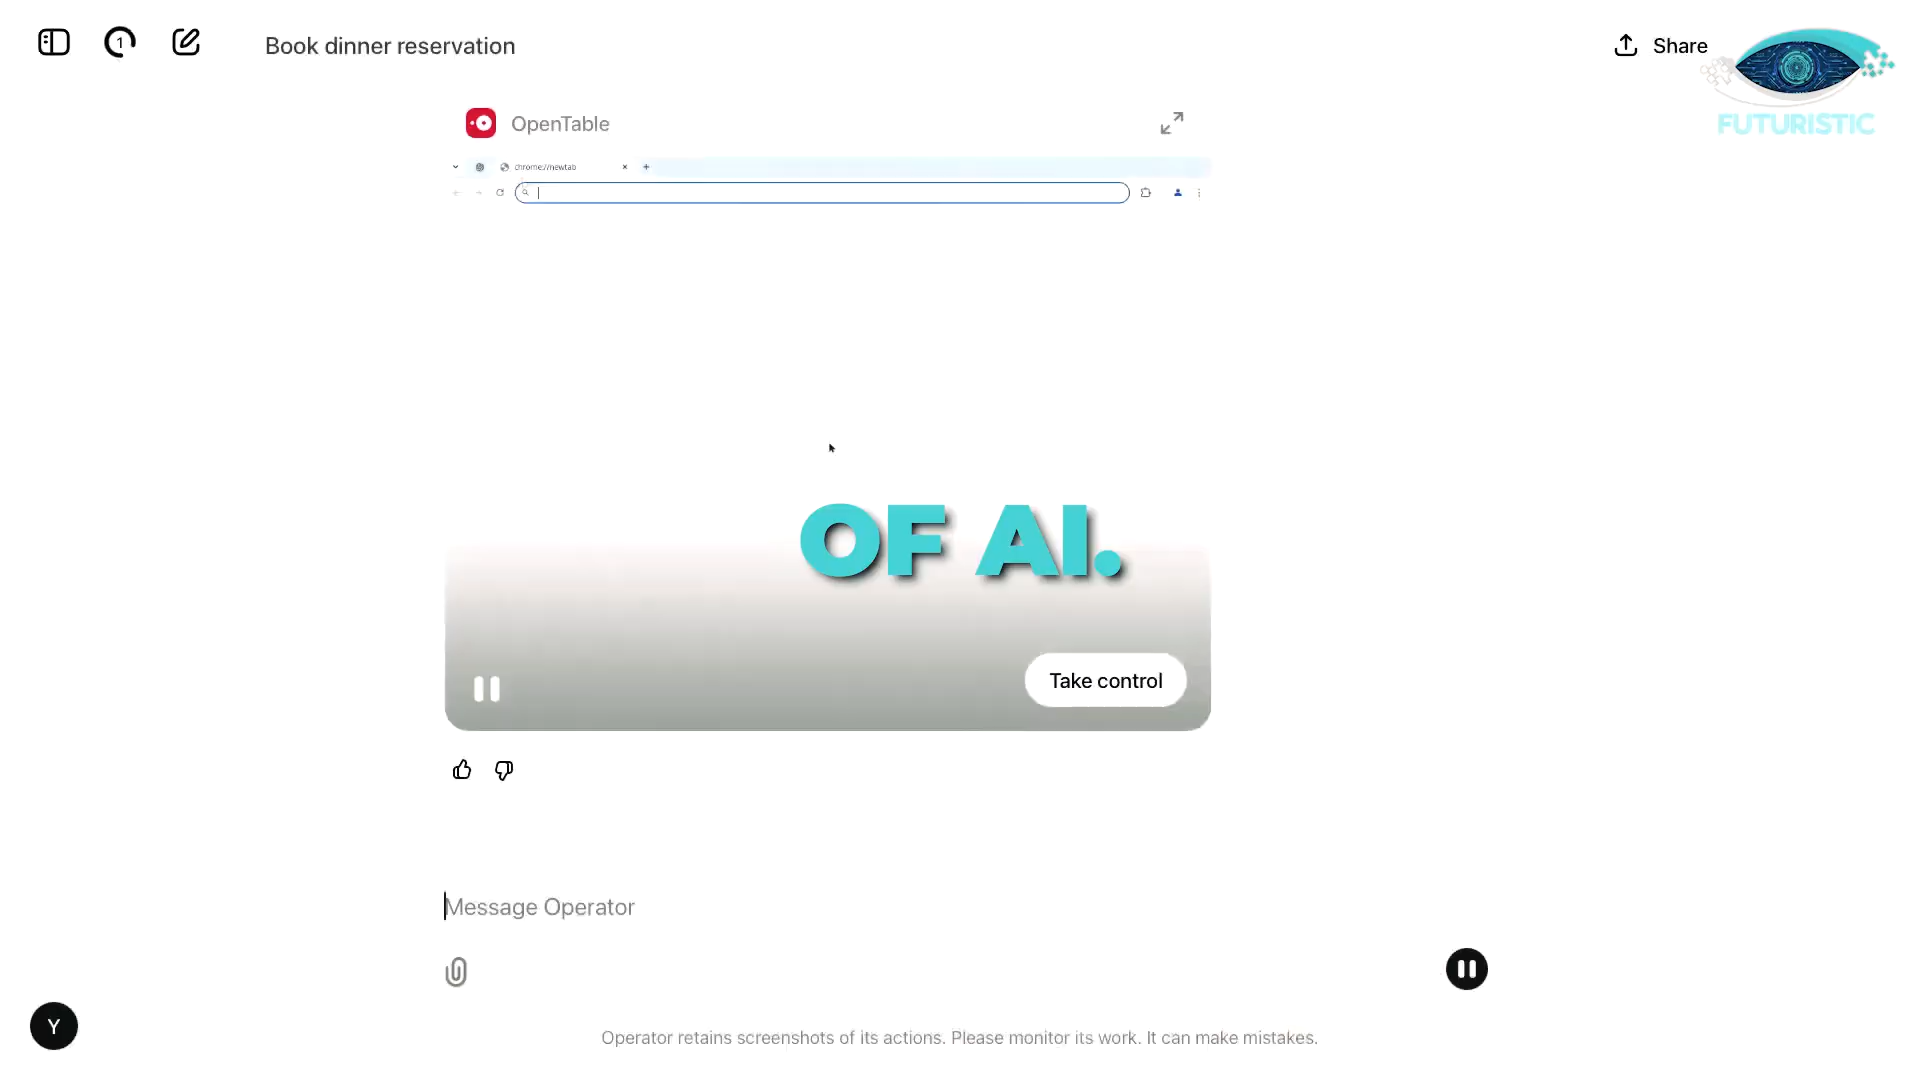 1
Book dinner reservation
Share
FUTURISTIC
OpenTable
chrome://newtab
OF AI.
Take control
Message Operator
Y
Operator retains screenshots of its actions. Please monitor its work. It can make mistakes.